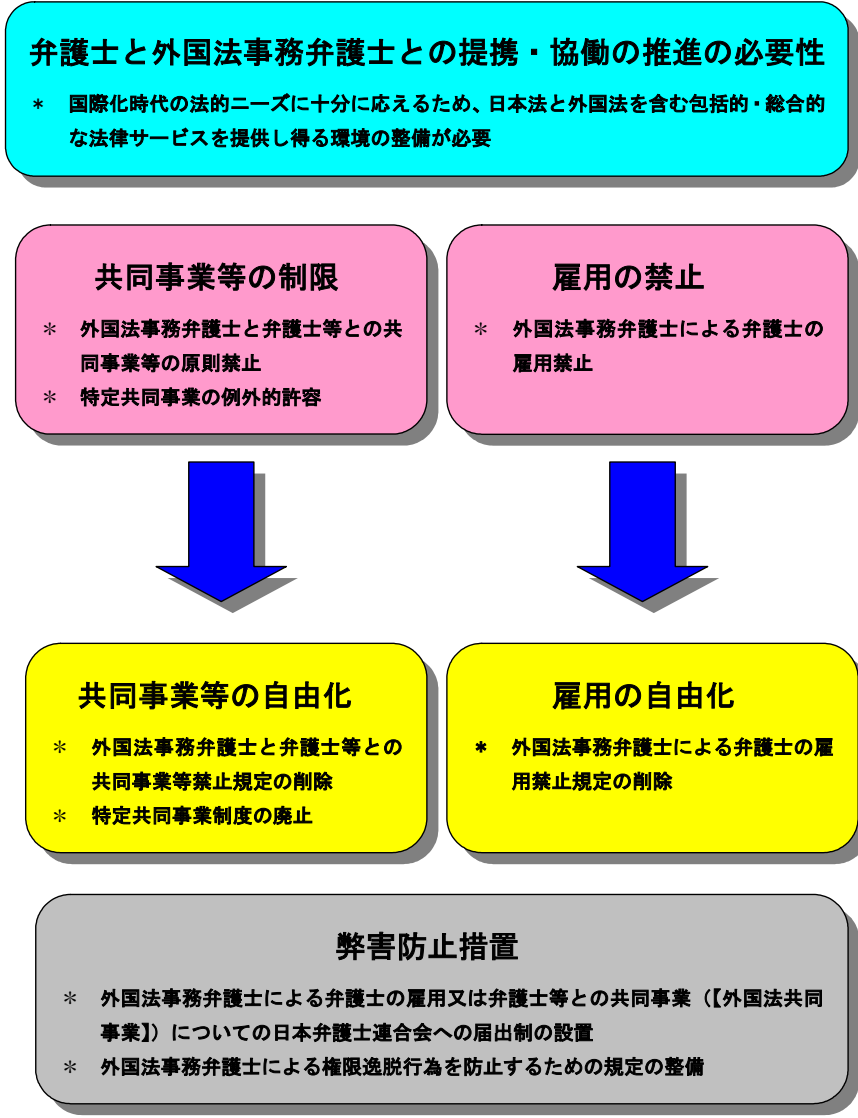 弁護士と外国法事務弁護士との提携・協働の推進の必要性
* 国際化時代の法的ニーズに十分に応えるため、日本法と外国法を含む包括的・総合的
な法律サービスを提供し得る環境の整備が必要
共同事業等の制限
* 外国法事務弁護士と弁護士等との共
同事業等の原則禁止
* 特定共同事業の例外的許容
雇用の禁止
* 外国法事務弁護士による弁護士の
雇用禁止
共同事業等の自由化
* 外国法事務弁護士と弁護士等との
共同事業等禁止規定の削除
* 特定共同事業制度の廃止
雇用の自由化
* 外国法事務弁護士による弁護士の雇
用禁止規定の削除
弊害防止措置
* 外国法事務弁護士による弁護士の雇用又は弁護士等との共同事業（【外国法共同
事業】）についての日本弁護士連合会への届出制の設置
* 外国法事務弁護士による権限逸脱行為を防止するための規定の整備